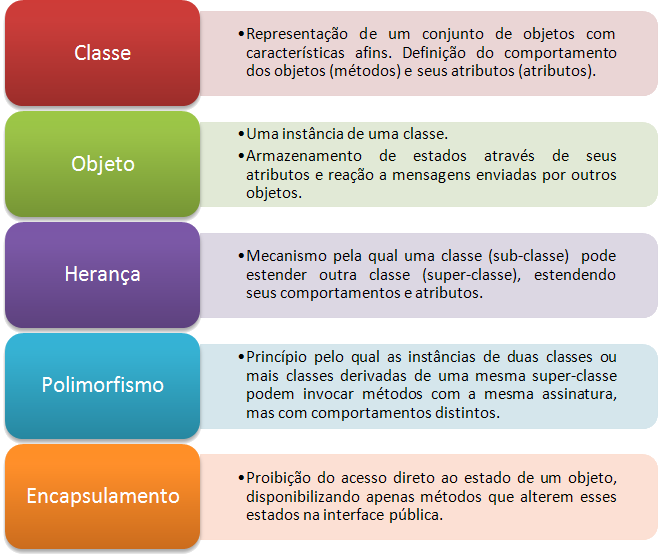 Classe
•Representação de um conjunto de objetos com
características afins. Definição do comportamento
dos objetos (métodos) e seus atributos (atributos).
Objeto
•Uma instância de uma classe.
•Armazenamento de estados através de seus
atributos e reação a mensagens enviadas por outros
objetos.
Herança
•Mecanismo pela qual uma classe (sub-classe) pode
estender outra classe (super-classe), estendendo
seus comportamentos e atributos.
Polimorfismo
•Princípio pelo qual as instâncias de duas classes ou
mais classes derivadas de uma mesma super-classe
podem invocar métodos com a mesma assinatura,
mas com comportamentos distintos.
Encapsulamento
•Proibição do acesso direto ao estado de um objeto,
disponibilizando apenas métodos que alterem esses
estados na interface pública.